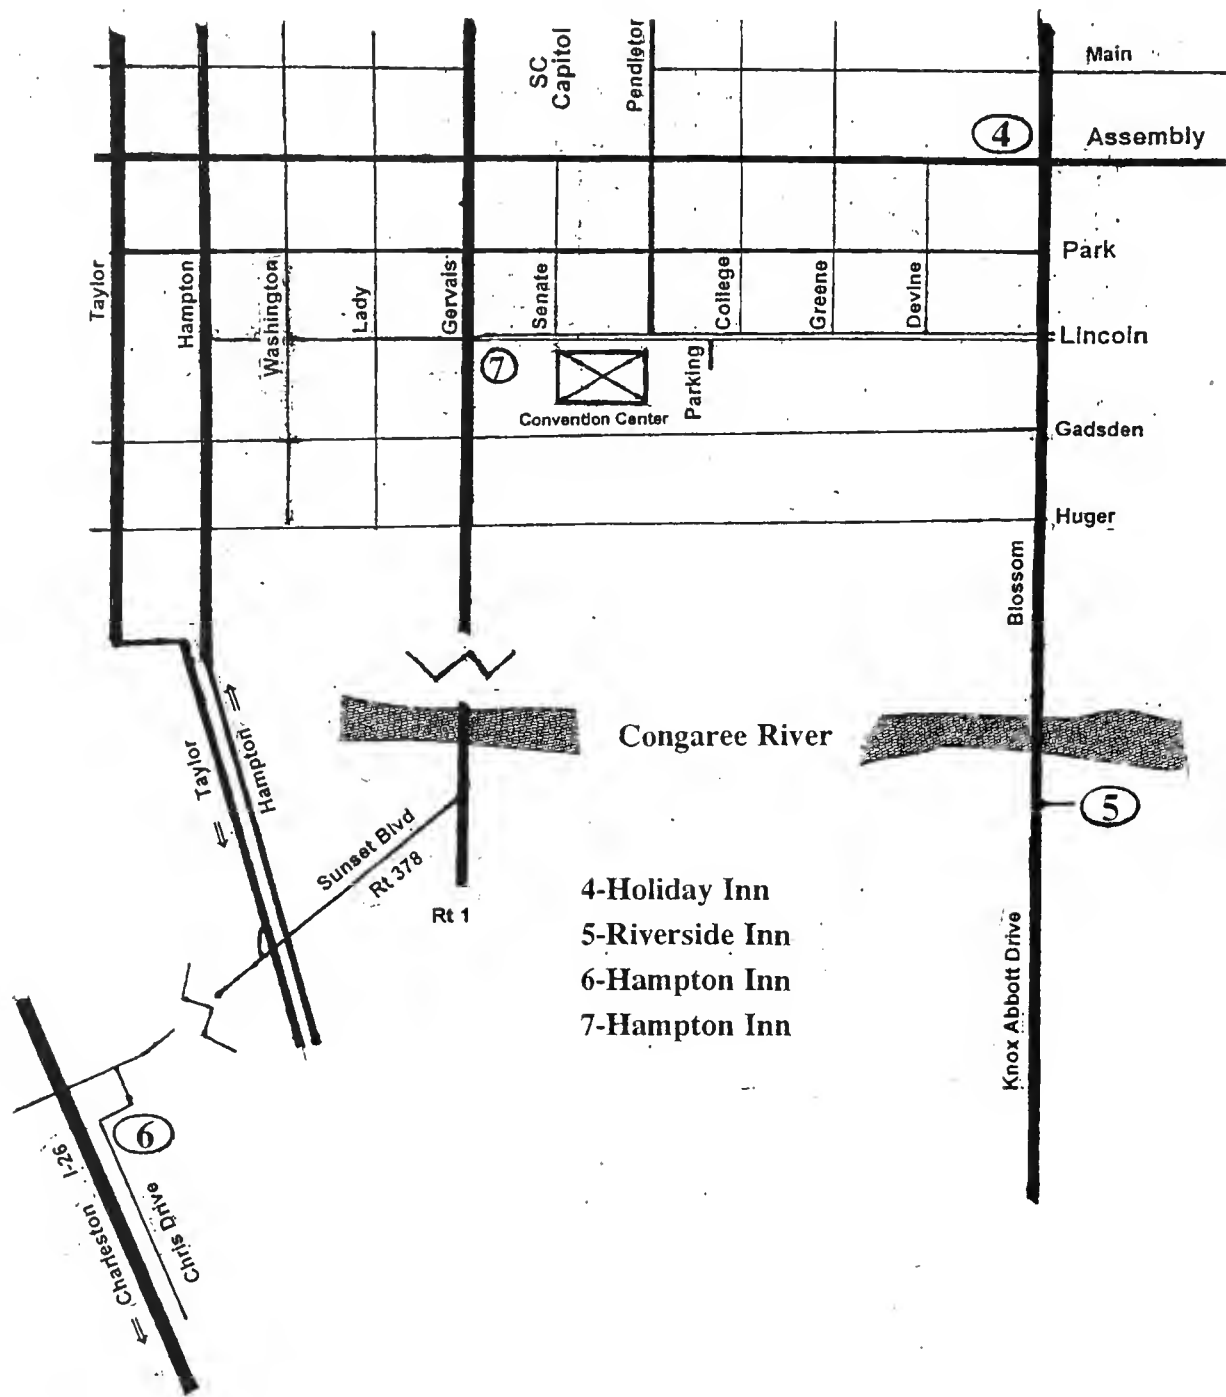 SC
Capitol
Pendletor
Main
4
Assembly
Park
Taylor
Hampton
Washington
Lady
Gervais
Senate
College
Greene
Devine
Lincoln
7
Parking
Convention Center
Gadsden
Huger
Blossom
Congaree River
Taylor
Hampton
5
Sunset Blvd
Rt 378
Rt 1
4-Holiday Inn
5-Riverside Inn
6-Hampton Inn
7-Hampton Inn
Knox Abbott Drive
6
I-26
Charleston
Chris Drive